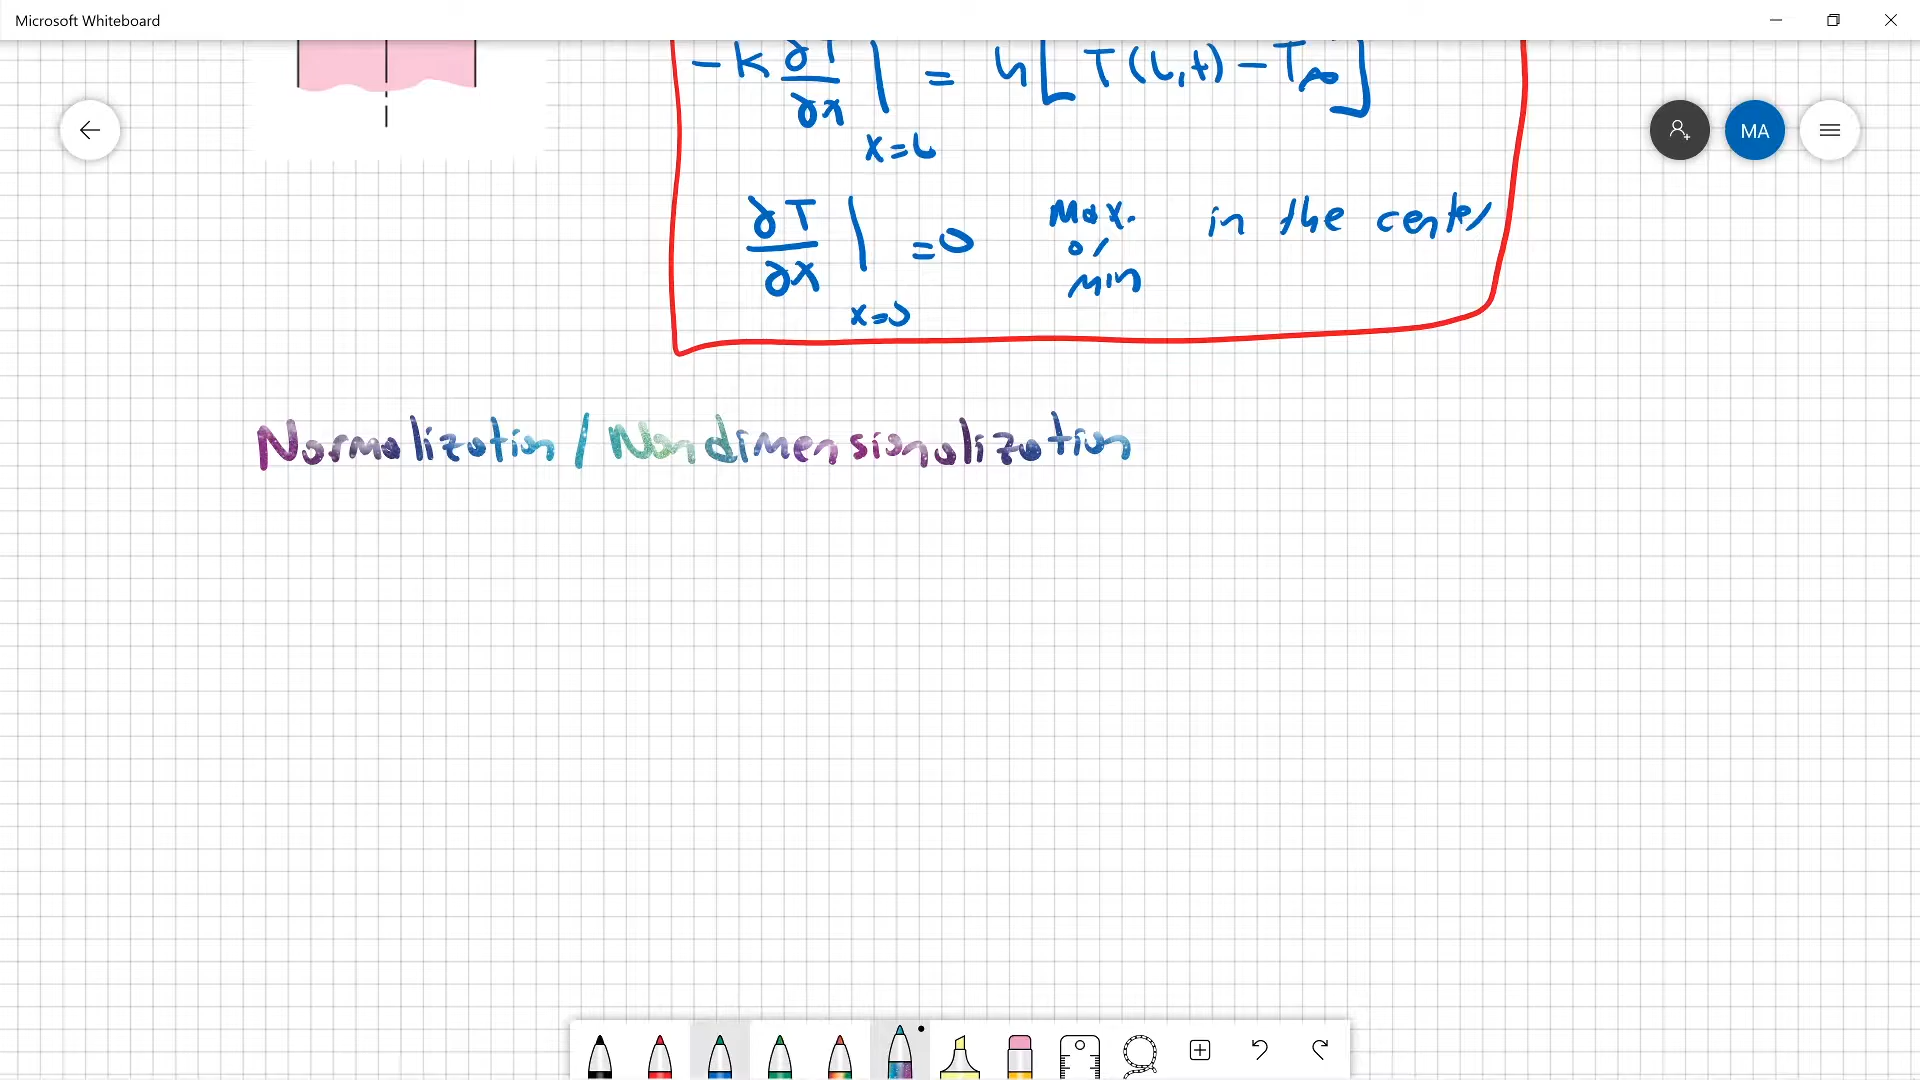 Microsoft Whiteboard
-k ∂T/∂x | x=L = h[T(L,t) - T∞]
MA
∂T/∂x | x=0 = 0 Max. or min in the center
Normalization / Nondimensionalization